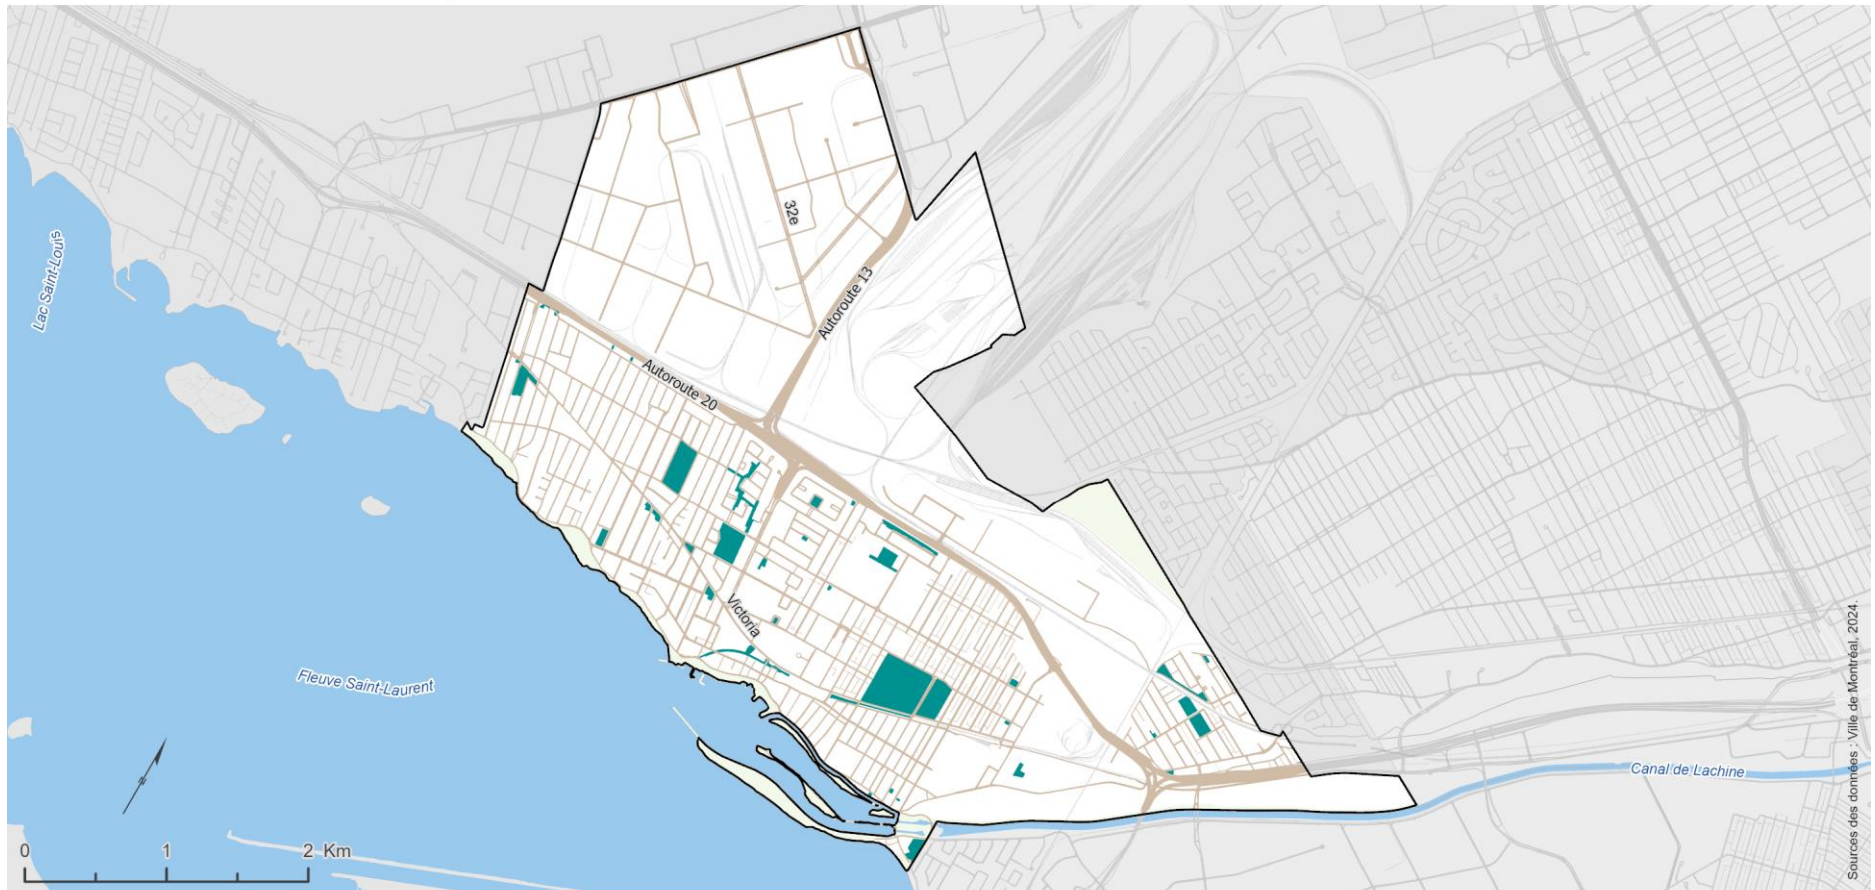 32e
Lac Saint-Louis
Autoroute 13
Autoroute 20
Victoria
Fleuve Saint-Laurent
Canal de Lachine
N
0 1 2 Km
Sources des données : Ville de Montréal, 2024.